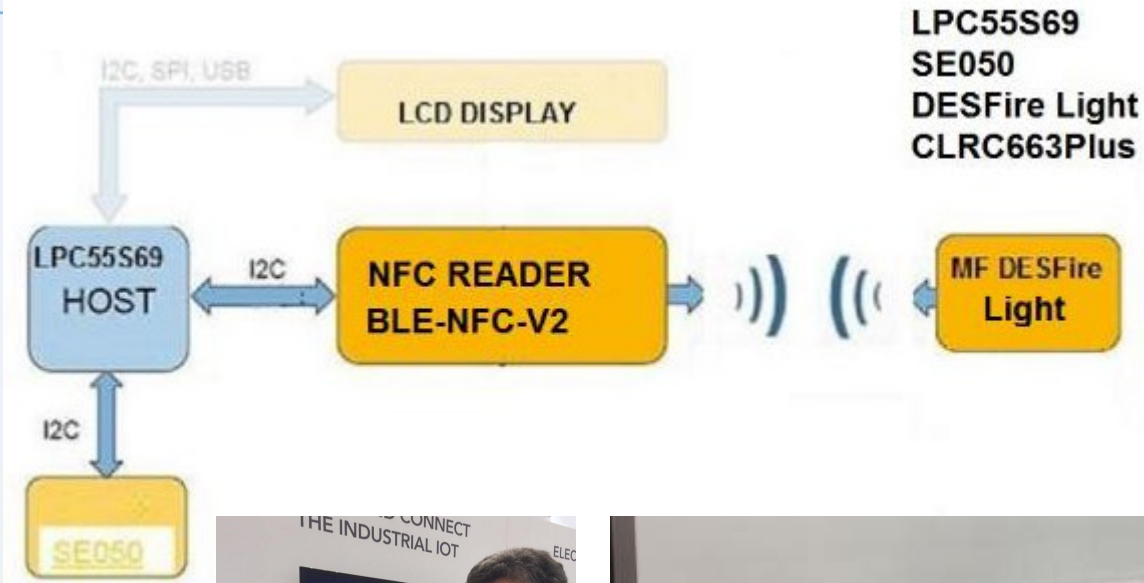 LPC55S69
SE050
DESFire Light
CLRC663Plus
I2C, SPI, USB
LCD DISPLAY
LPC55S69
HOST
I2C
NFC READER
BLE-NFC-V2
MF DESFire
Light
I2C
SE050
CONNECT
THE INDUSTRIAL IOT